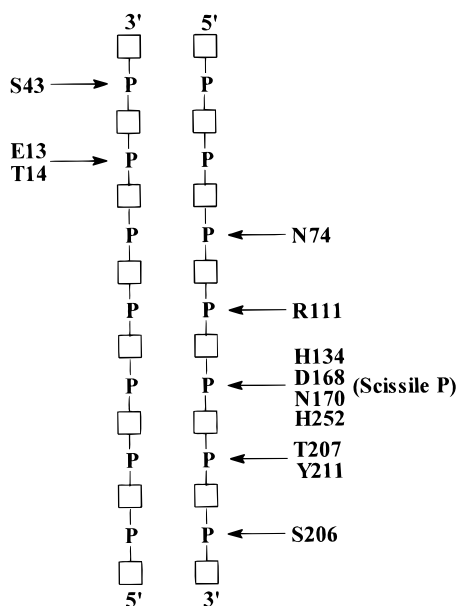 3' 5'
S43 P P
E13
T14 P P
P P N74
P P R111
H134
P P D168 (Scissile P)
N170
H252
P P T207
Y211
P P S206
5' 3'